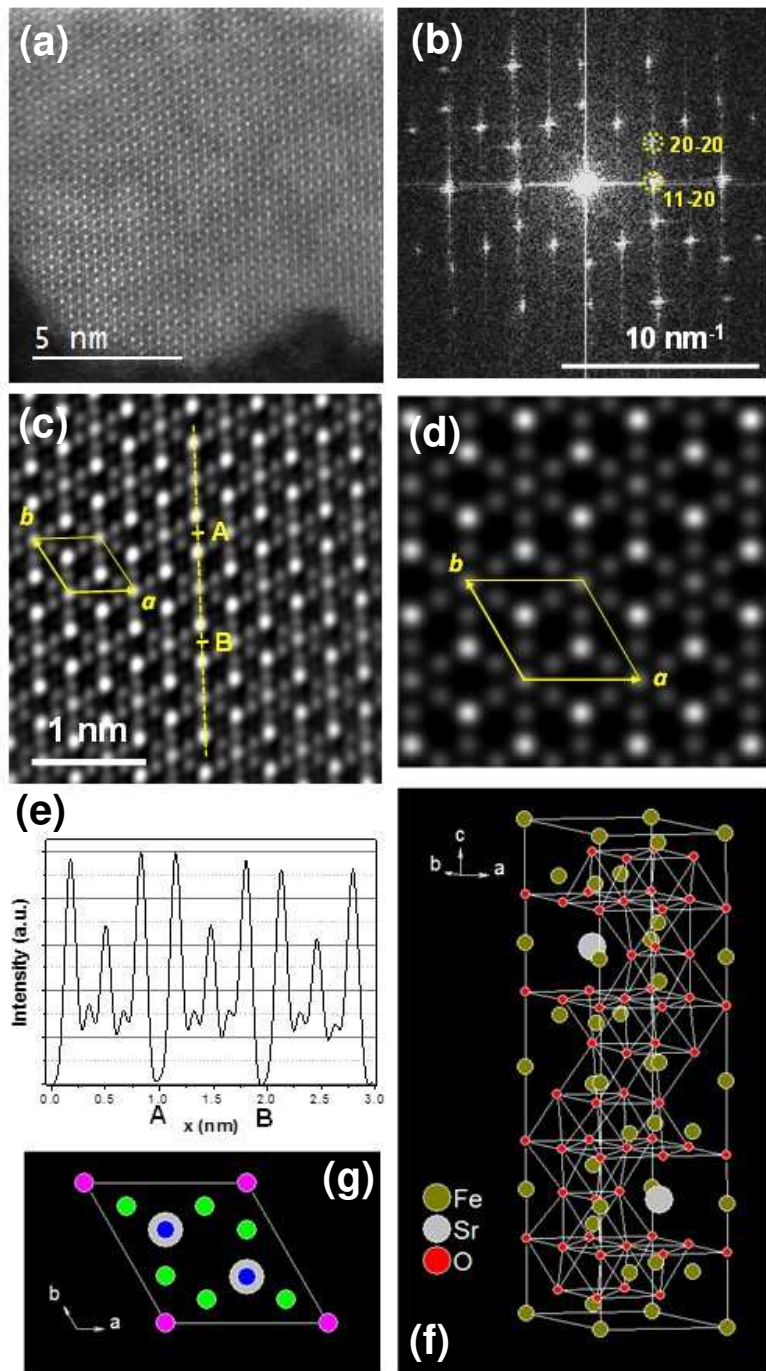 (a)
5 nm
(b)
20-20
11-20
10 nm-1
(c)
b
a
A
B
1 nm
(d)
b
a
(e)
Intensity (a.u.)
0.0 0.5 1.0 1.5 2.0 2.5 3.0
A B
x (nm)
(f)
c
b a
Fe
Sr
O
(g)
b
a